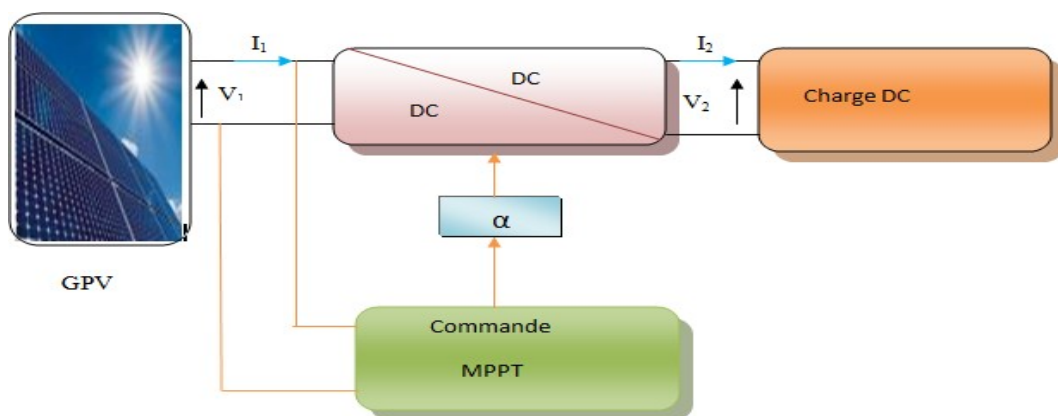 I1
I2
DC
V1
DC
V2
Charge DC
α
GPV
Commande
MPPT